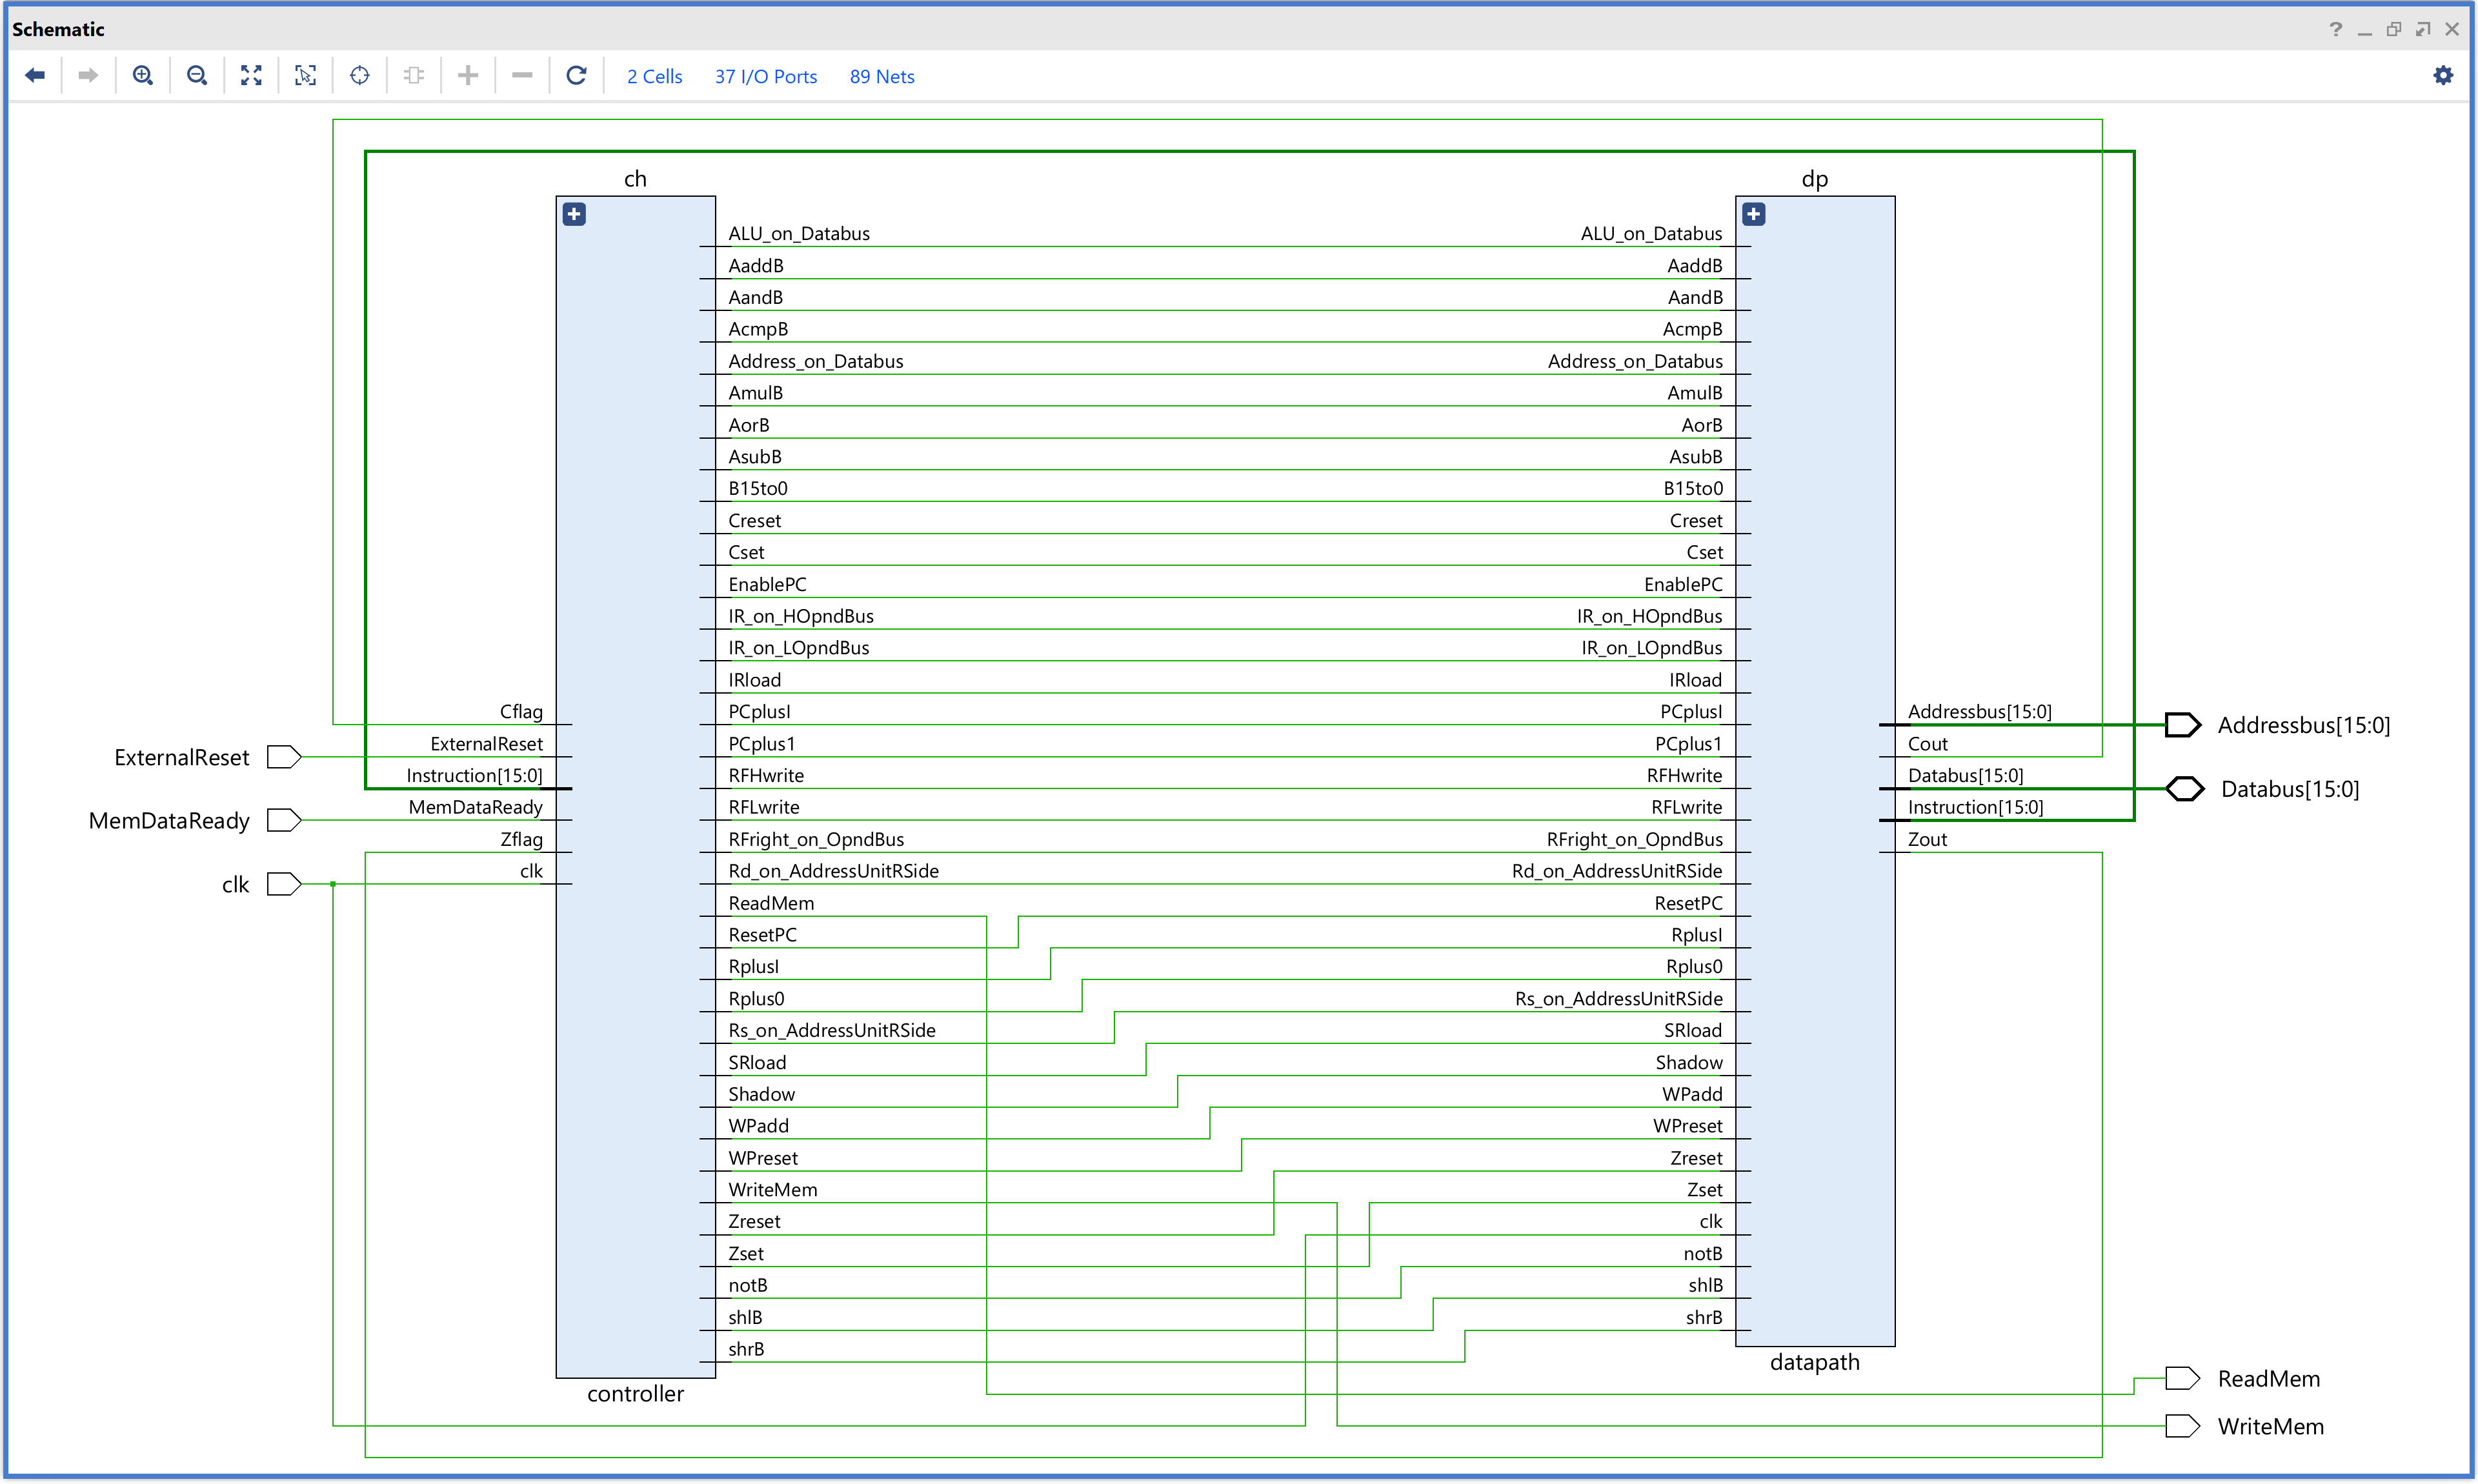 Schematic
2 Cells 37 I/O Ports 89 Nets
ch
dp
ALU_on_Databus ALU_on_Databus
AaddB AaddB
AandB AandB
AcmpB AcmpB
Address_on_Databus Address_on_Databus
AmulB AmulB
AorB AorB
AsubB AsubB
B15to0 B15to0
Creset Creset
Cset Cset
EnablePC EnablePC
IR_on_HOpndBus IR_on_HOpndBus
IR_on_LOpndBus IR_on_LOpndBus
IRload IRload
Cflag PCplusI PCplusI Addressbus[15:0] Addressbus[15:0]
ExternalReset ExternalReset PCplus1 PCplus1 Cout
Instruction[15:0] RFHwrite RFHwrite Databus[15:0] Databus[15:0]
MemDataReady MemDataReady RFLwrite RFLwrite Instruction[15:0]
Zflag RFright_on_OpndBus RFright_on_OpndBus Zout
clk clk Rd_on_AddressUnitRSide Rd_on_AddressUnitRSide
ReadMem ResetPC
ResetPC RplusI
RplusI Rplus0
Rplus0 Rs_on_AddressUnitRSide
Rs_on_AddressUnitRSide SRload
SRload Shadow
Shadow WPadd
WPadd WPreset
WPreset Zreset
WriteMem Zset
Zreset clk
Zset notB
notB shlB
shlB shrB
shrB
datapath
controller
ReadMem
WriteMem